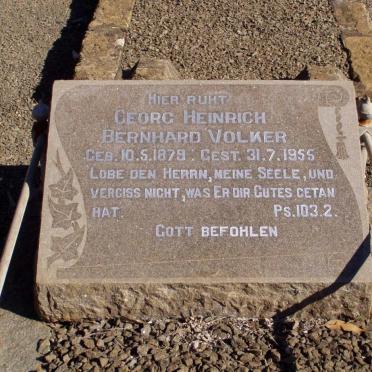 HIER RUHT
GEORG HEINRICH
BERNHARD VOLKER
GEB. 10.5.1879 : GEST. 31.7.1955
LOBE DEN HERRN, MEINE SEELE, UND
VERGISS NICHT, WAS ER DIR GUTES GETAN
HAT. PS.103.2.
GOTT BEFOHLEN